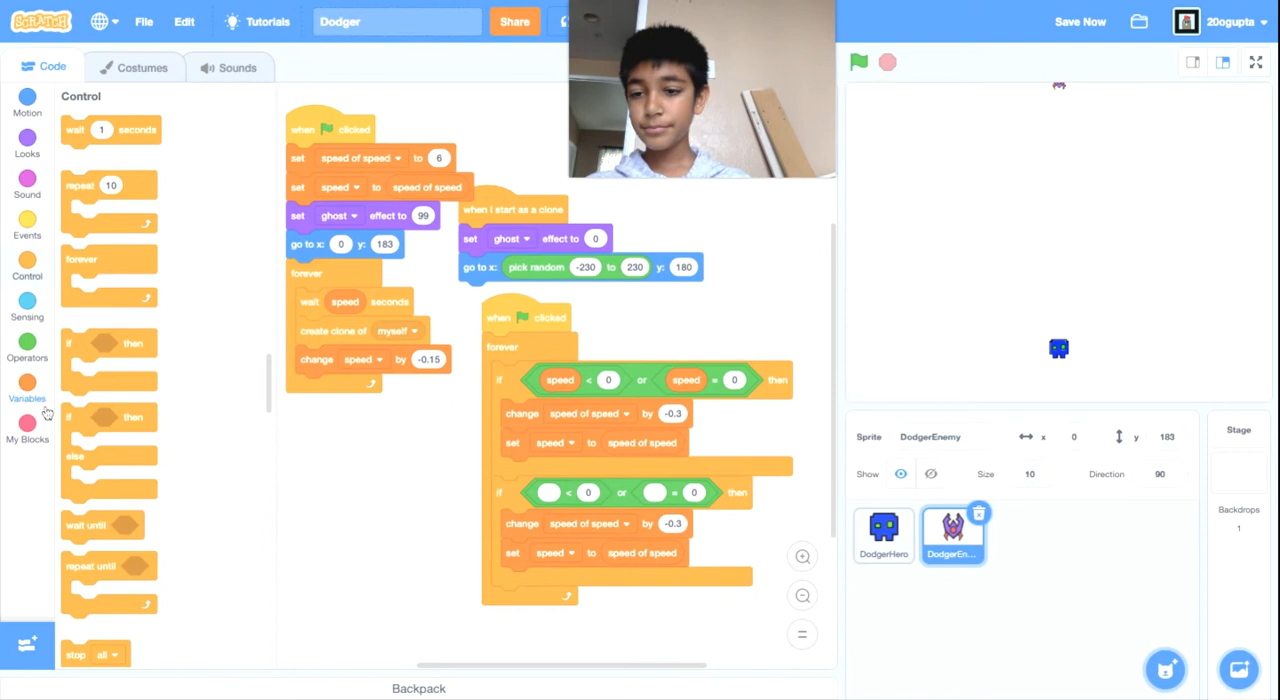 SCRATCH File Edit Tutorials Dodger Share Save Now 20ogupta
Code Costumes Sounds
Motion
Looks
Sound
Events
Control
Sensing
Operators
Variables
My Blocks
Control
wait 1 seconds
repeat 10
forever
if then
if then
else
wait until
repeat until
stop all
when clicked
set speed of speed to 6
set speed to speed of speed
set ghost effect to 99
go to x: 0 y: 183
forever
wait speed seconds
create clone of myself
change speed by -0.15
when I start as a clone
set ghost effect to 0
go to x: pick random -230 to 230 y: 180
when clicked
forever
if speed < 0 or speed = 0 then
change speed of speed by -0.3
set speed to speed of speed
if < 0 or = 0 then
change speed of speed by -0.3
set speed to speed of speed
Backpack
Sprite DodgerEnemy x 0 y 183
Show Size 10 Direction 90
DodgerHero
DodgerEn...
Stage
Backdrops
1